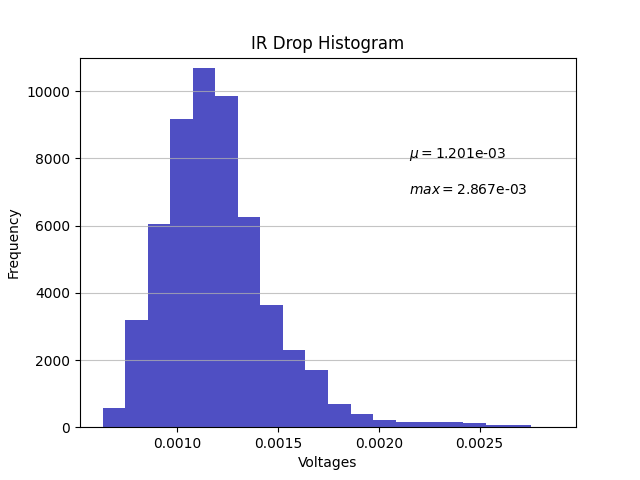 IR Drop Histogram
10000
8000
6000
4000
2000
0
Frequency
μ = 1.201e-03
max = 2.867e-03
0.0010 0.0015 0.0020 0.0025
Voltages